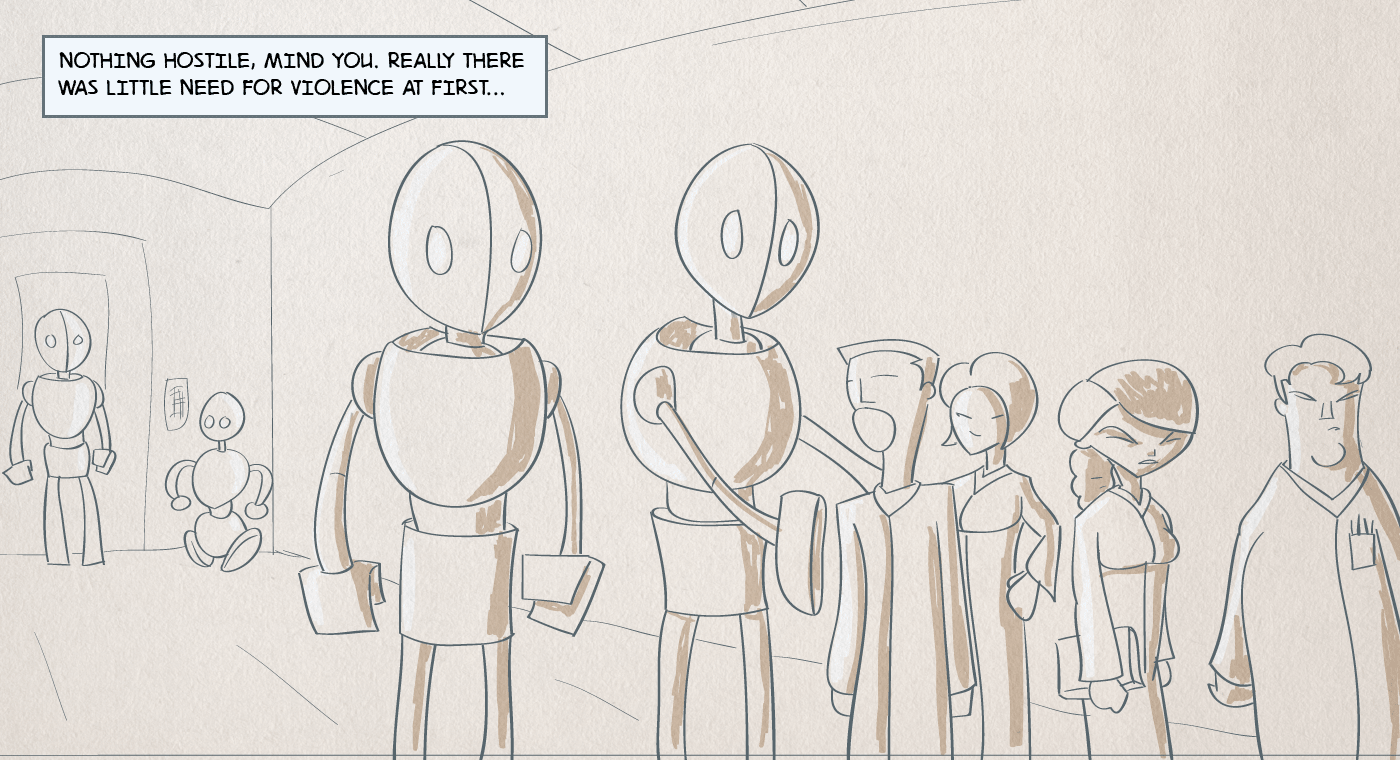 NOTHING HOSTILE, MIND YOU. REALLY THERE
WAS LITTLE NEED FOR VIOLENCE AT FIRST...